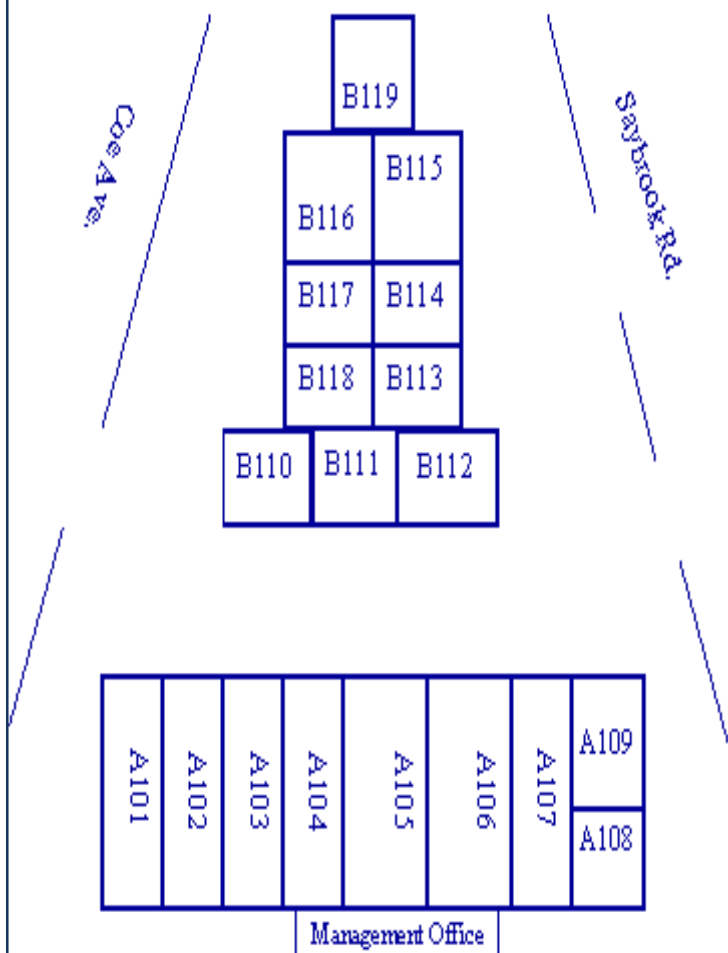 B119
Coe Ave.
Saybrook Rd.
B115
B116
B117
B114
B118
B113
B110
B111
B112
A101
A102
A103
A104
A105
A106
A107
A109
A108
Management Office